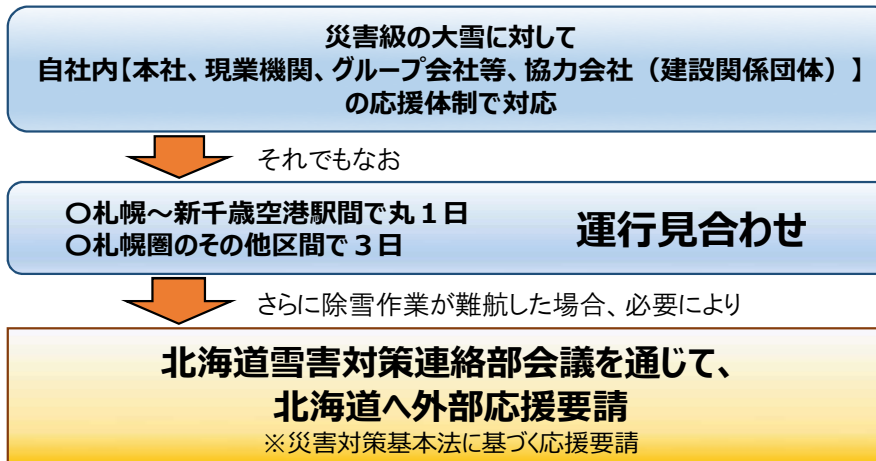 災害級の大雪に対して
自社内【本社、現業機関、グループ会社等、協力会社（建設関係団体）】
の応援体制で対応
それでもなお
〇札幌～新千歳空港駅間で丸１日
〇札幌圏のその他区間で３日
運行見合わせ
さらに除雪作業が難航した場合、必要により
北海道雪害対策連絡部会議を通じて、
北海道へ外部応援要請
※災害対策基本法に基づく応援要請